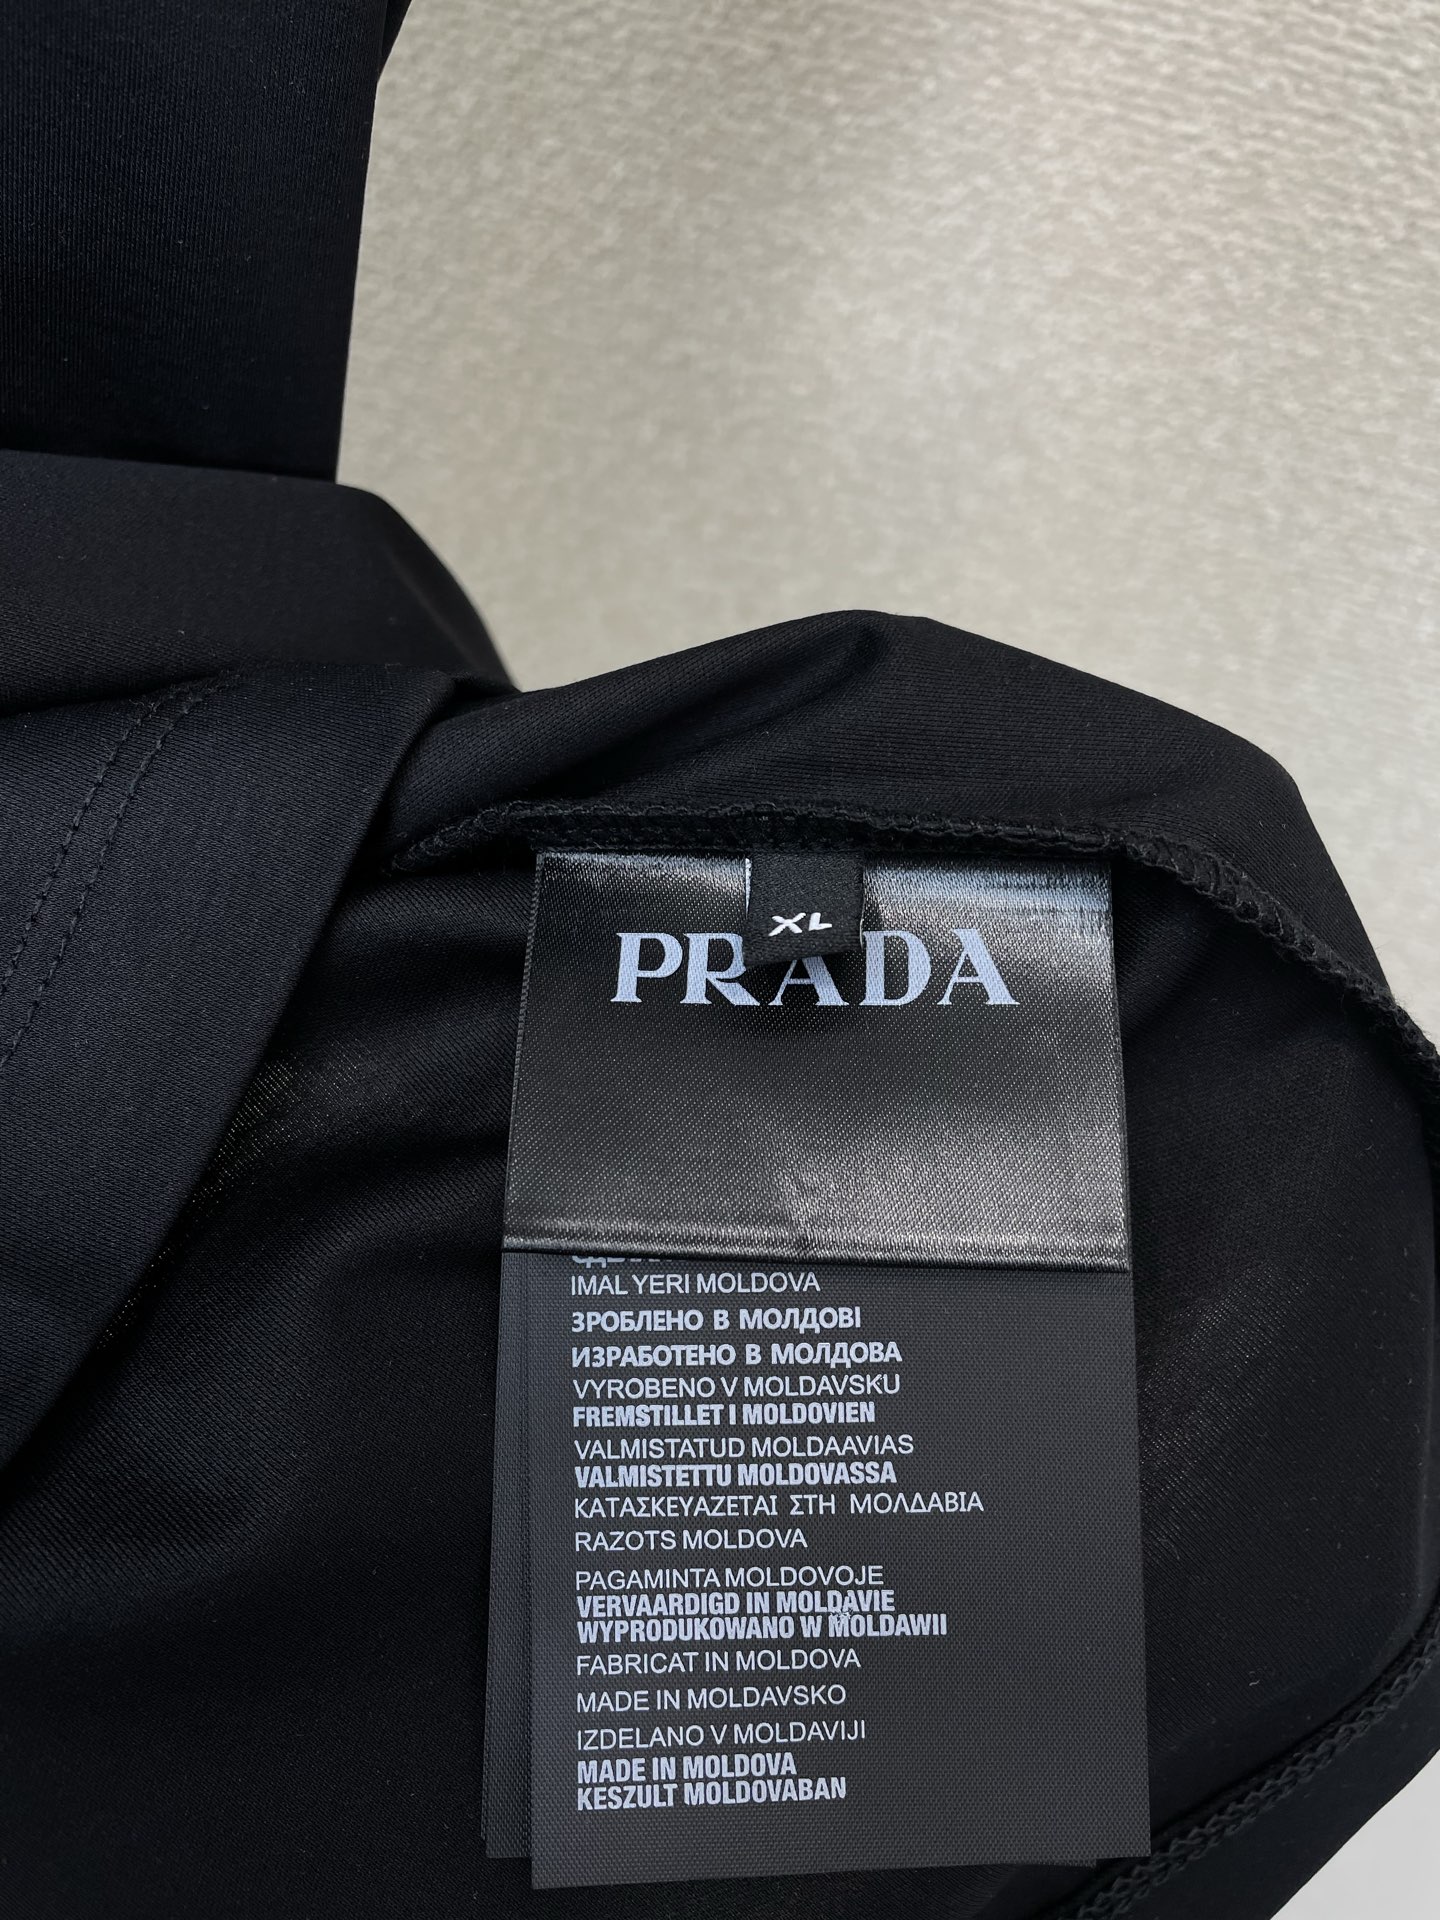 XL
PRADA
IMAL YERI MOLDOVA
ЗРОБЛЕНО В МОЛДОВІ
ИЗРАБОТЕНО В МОЛДОВА
VYROBENO V MOLDAVSKU
FREMSTILLET I MOLDOVIEN
VALMISTATUD MOLDAAVIAS
VALMISTETTU MOLDOVASSA
ΚΑΤΑΣΚΕΥΑΖΕΤΑΙ ΣΤΗ ΜΟΛΔΑΒΙΑ
RAZOTS MOLDOVA
PAGAMINTA MOLDOVOJE
VERVAARDIGD IN MOLDAVIE
WYPRODUKOWANO W MOLDAWII
FABRICAT IN MOLDOVA
MADE IN MOLDAVSKO
IZDELANO V MOLDAVIJI
MADE IN MOLDOVA
KESZULT MOLDOVABAN